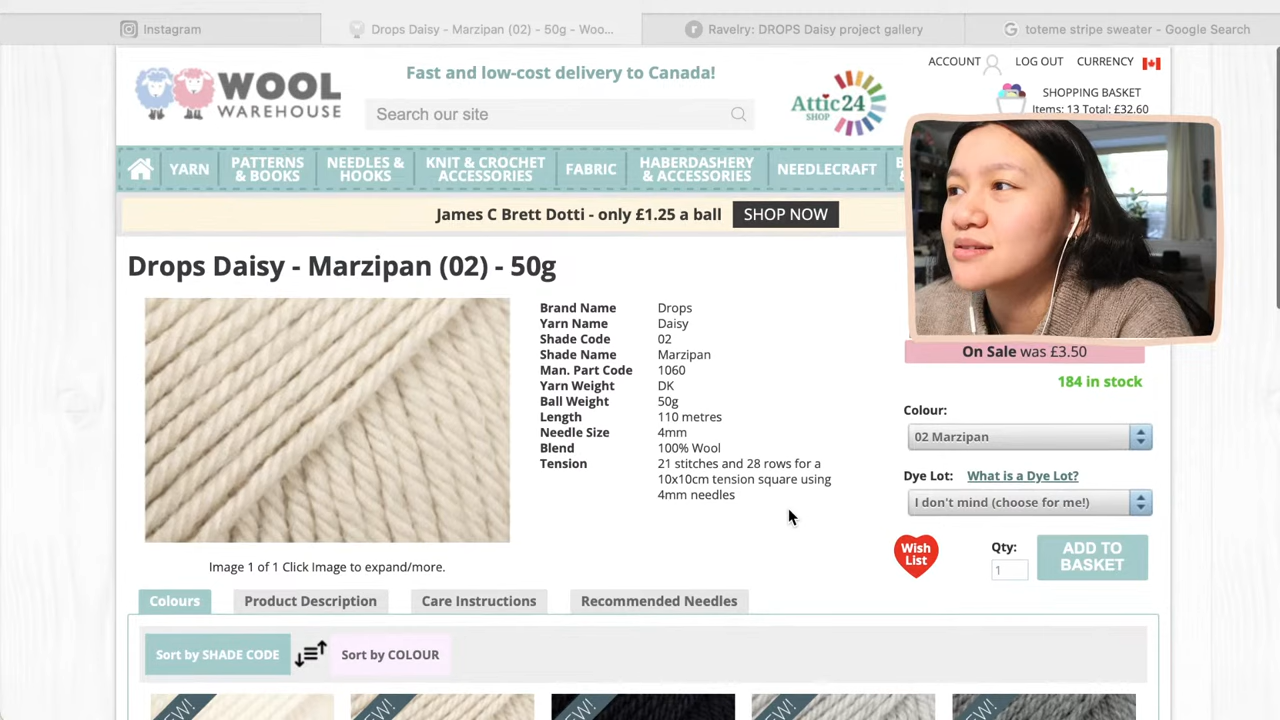 Instagram
Drops Daisy - Marzipan (02) - 50g - Woo...
Ravelry: DROPS Daisy project gallery
toteme stripe sweater - Google Search
WOOL
WAREHOUSE
Fast and low-cost delivery to Canada!
Search our site
Attic24
SHOP
ACCOUNT
LOG OUT
CURRENCY
SHOPPING BASKET
Items: 13 Total: £32.60
YARN
PATTERNS
& BOOKS
NEEDLES &
HOOKS
KNIT & CROCHET
ACCESSORIES
FABRIC
HABERDASHERY
& ACCESSORIES
NEEDLECRAFT
James C Brett Dotti - only £1.25 a ball
SHOP NOW
Drops Daisy - Marzipan (02) - 50g
Brand Name Drops
Yarn Name Daisy
Shade Code 02
Shade Name Marzipan
Man. Part Code 1060
Yarn Weight DK
Ball Weight 50g
Length 110 metres
Needle Size 4mm
Blend 100% Wool
Tension 21 stitches and 28 rows for a
10x10cm tension square using
4mm needles
On Sale was £3.50
184 in stock
Colour:
02 Marzipan
Dye Lot: What is a Dye Lot?
I don't mind (choose for me!)
Wish
List
Qty:
1
ADD TO
BASKET
Image 1 of 1 Click Image to expand/more.
Colours
Product Description
Care Instructions
Recommended Needles
Sort by SHADE CODE
Sort by COLOUR